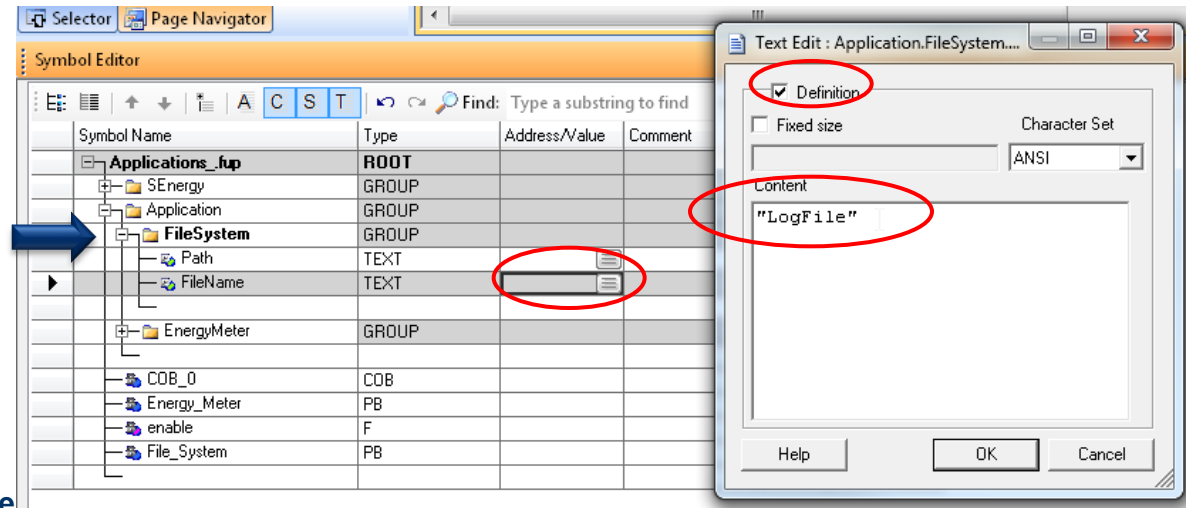 Selector Page Navigator
Symbol Editor
A C S T Find: Type a substring to find
Symbol Name Type Address/Value Comment
Applications_.fup ROOT
SEnergy GROUP
Application GROUP
FileSystem GROUP
Path TEXT
FileName TEXT
EnergyMeter GROUP
COB_0 COB
Energy_Meter PB
enable F
File_System PB
e
Text Edit : Application.FileSystem....
Definition
Fixed size Character Set
ANSI
Content
"LogFile"
Help OK Cancel